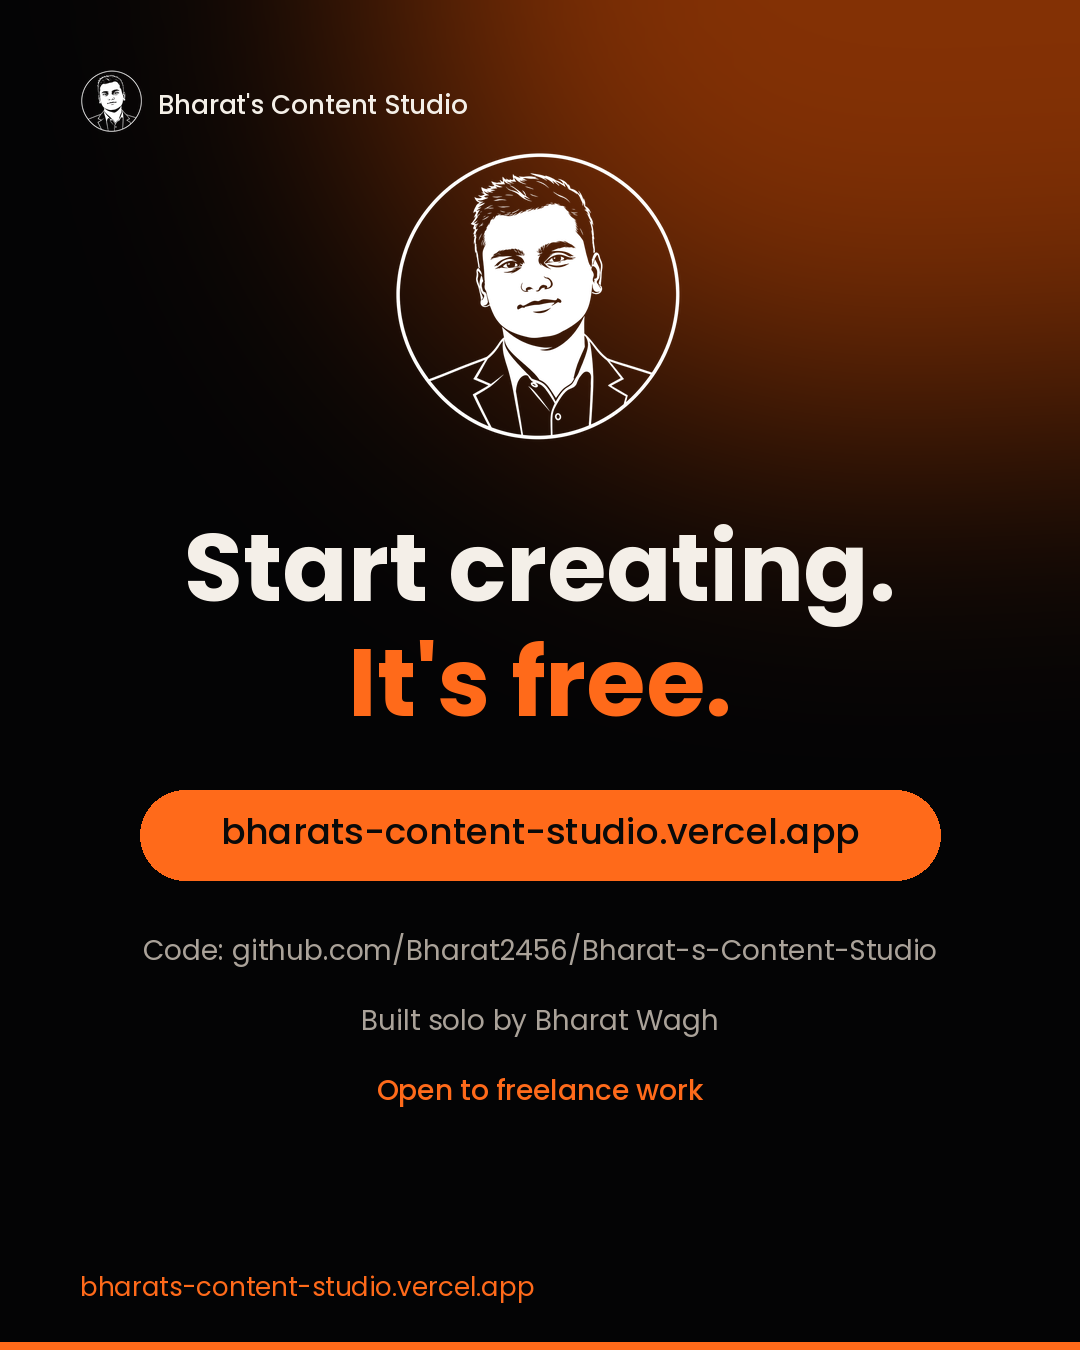 Bharat's Content Studio
Start creating.
It's free.
bharats-content-studio.vercel.app
Code: github.com/Bharat2456/Bharat-s-Content-Studio
Built solo by Bharat Wagh
Open to freelance work
bharats-content-studio.vercel.app